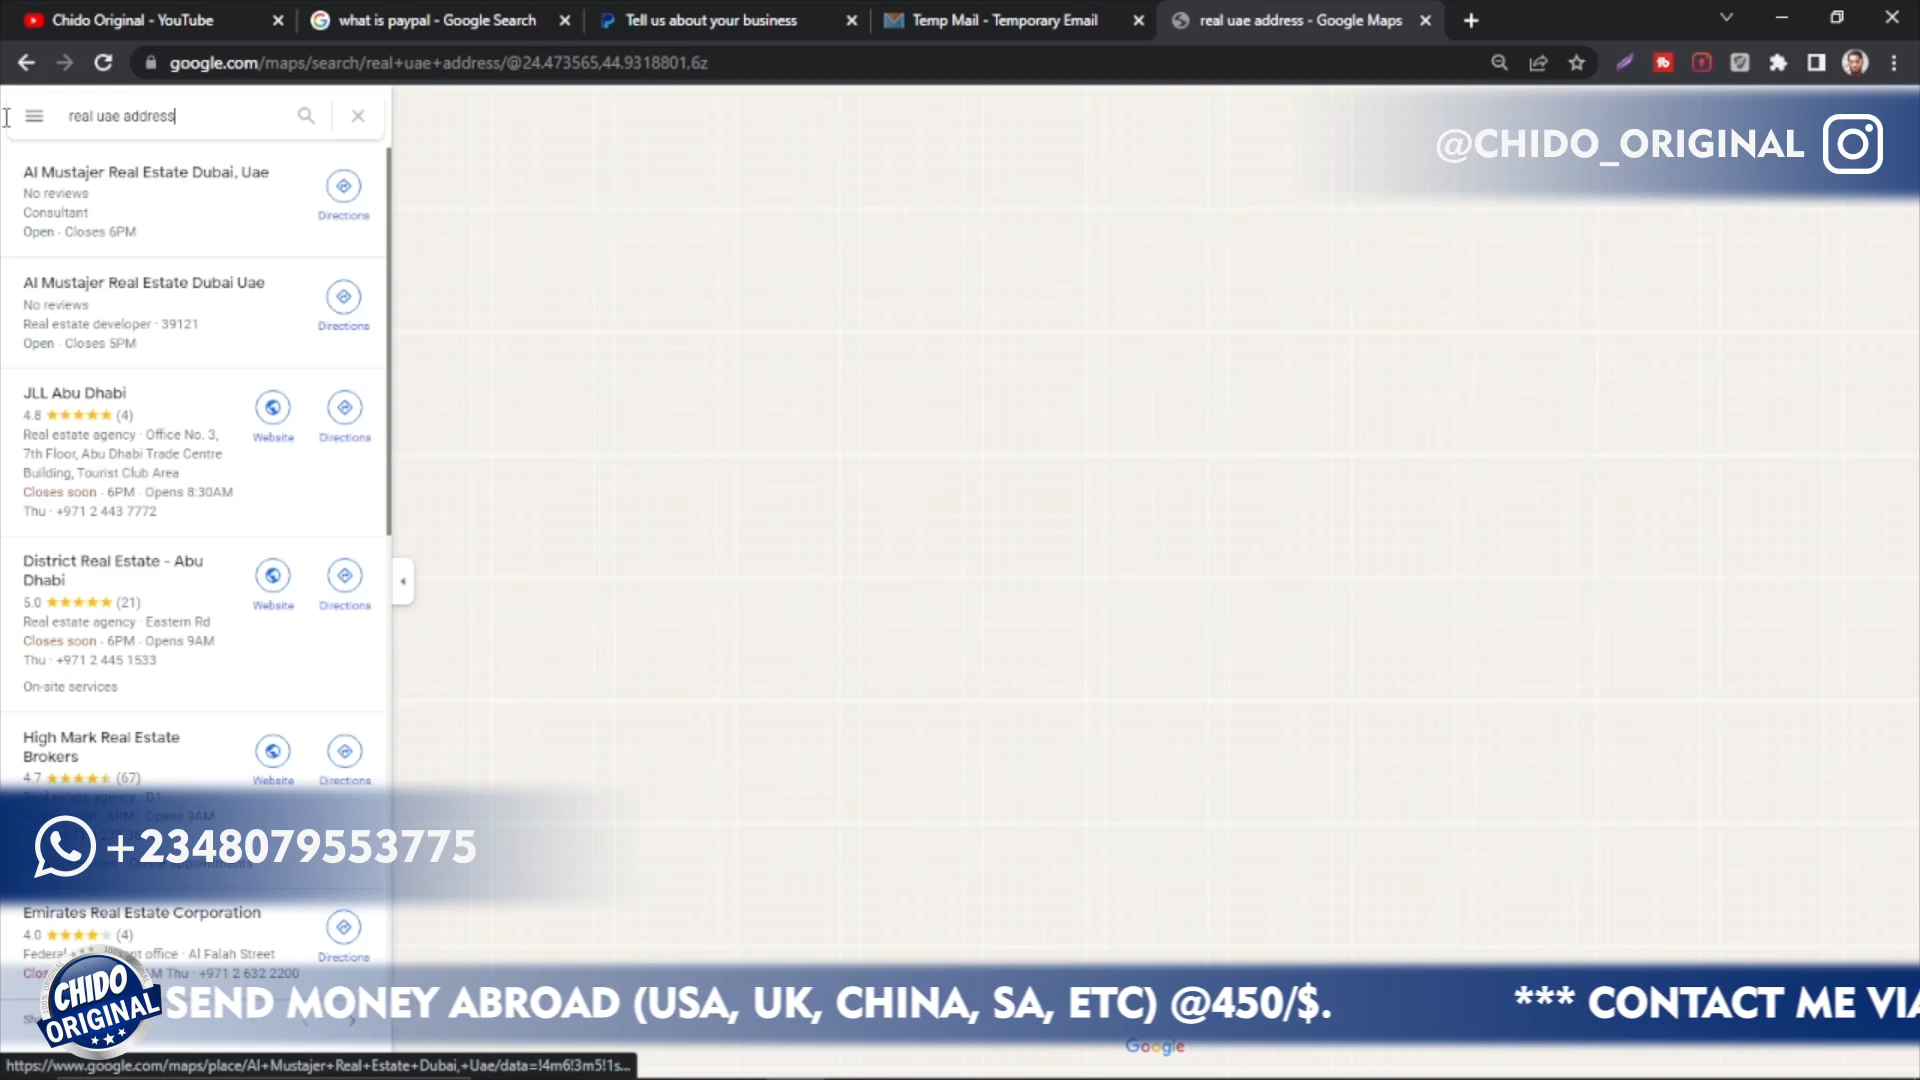 Chido Original - YouTube
what is paypal - Google Search
Tell us about your business
Temp Mail - Temporary Email
real uae address - Google Maps
google.com/maps/search/real+uae+address/@24.473565,44.9318801,6z
real uae address
@CHIDO_ORIGINAL
Al Mustajer Real Estate Dubai, Uae
No reviews
Consultant
Open · Closes 6PM
Directions
Al Mustajer Real Estate Dubai Uae
No reviews
Real estate developer · 39121
Open · Closes 5PM
Directions
JLL Abu Dhabi
4.8 (4)
Real estate agency · Office No. 3,
7th Floor, Abu Dhabi Trade Centre
Building, Tourist Club Area
Closes soon · 6PM · Opens 8:30AM
Thu · +971 2 443 7772
Website
Directions
District Real Estate - Abu
Dhabi
5.0 (21)
Real estate agency · Eastern Rd
Closes soon · 6PM · Opens 9AM
Thu · +971 2 445 1533
On-site services
Website
Directions
High Mark Real Estate
Brokers
4.7 (67)
Real estate agency · D1
6PM · Opens 9AM
Website
Directions
+2348079553775
Emirates Real Estate Corporation
4.0 (4)
Federal office · Al Falah Street
Thu · +971 2 632 2200
Directions
CHIDO
ORIGINAL
SEND MONEY ABROAD (USA, UK, CHINA, SA, ETC) @450/$.
*** CONTACT ME VIA
Google
https://www.google.com/maps/place/Al+Mustajer+Real+Estate+Dubai,+Uae/data=!4m6!3m5!1s...